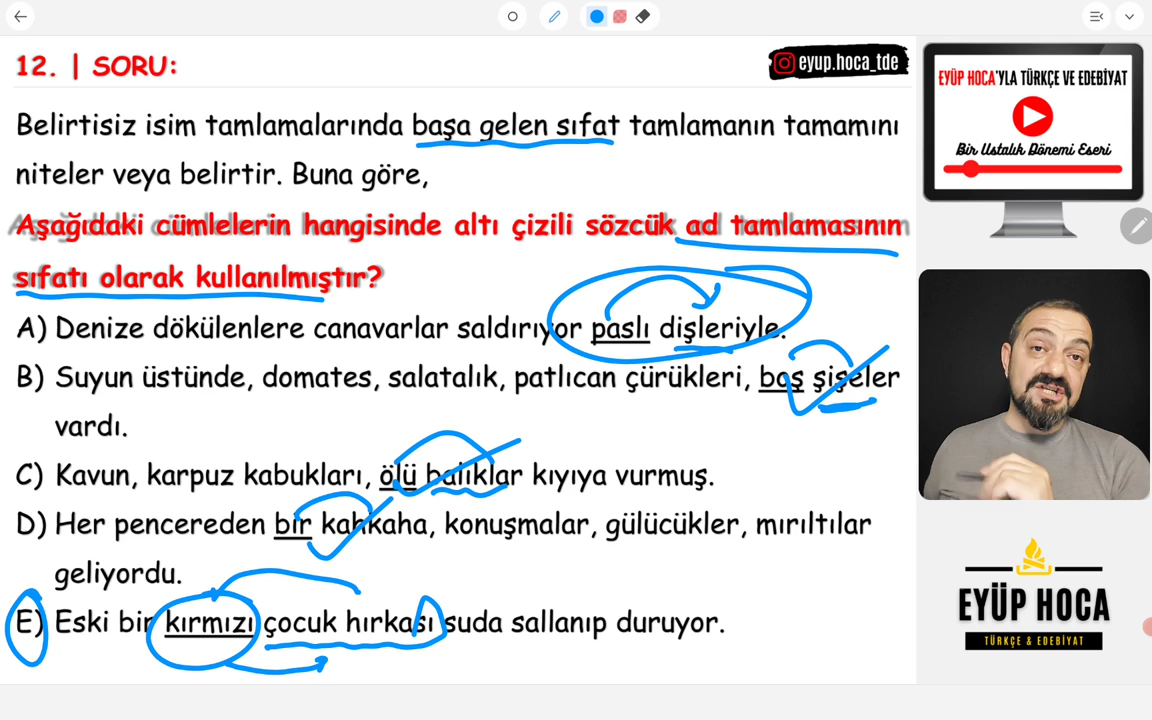 12. | SORU:
eyup.hoca_tde
Belirtisiz isim tamlamalarında başa gelen sıfat tamlamanın tamamını
niteler veya belirtir. Buna göre,
Aşağıdaki cümlelerin hangisinde altı çizili sözcük ad tamlamasının
sıfatı olarak kullanılmıştır?
A) Denize dökülenlere canavarlar saldırıyor paslı dişleriyle.
B) Suyun üstünde, domates, salatalık, patlıcan çürükleri, boş şişeler
vardı.
C) Kavun, karpuz kabukları, ölü balıklar kıyıya vurmuş.
D) Her pencereden bir kahkaha, konuşmalar, gülücükler, mırıltılar
geliyordu.
E) Eski bir kırmızı çocuk hırkası suda sallanıp duruyor.
EYÜP HOCA'YLA TÜRKÇE VE EDEBİYAT
Bir Ustalık Dönemi Eseri
EYÜP HOCA
TÜRKÇE & EDEBİYAT